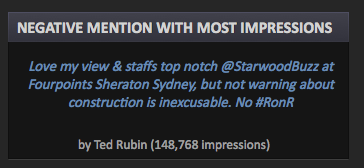 NEGATIVE MENTION WITH MOST IMPRESSIONS
Love my view & staffs top notch @StarwoodBuzz at
Fourpoints Sheraton Sydney, but not warning about
construction is inexcusable. No #RonR
by Ted Rubin (148,768 impressions)